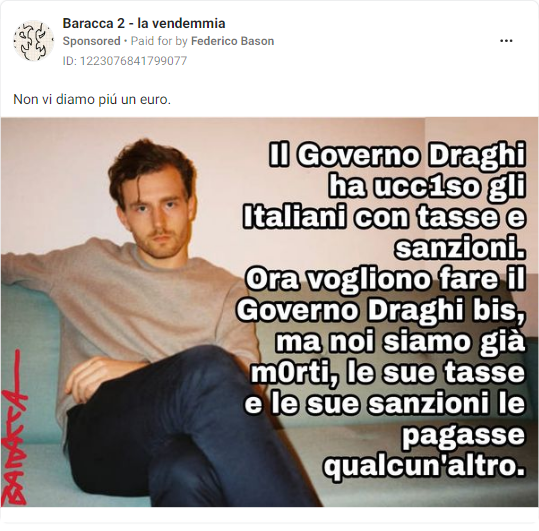 Baracca 2 - la vendemmia
Sponsored • Paid for by Federico Bason
ID: 1223076841799077
Non vi diamo piú un euro.
Il Governo Draghi
ha ucc1so gli
Italiani con tasse e
sanzioni.
Ora vogliono fare il
Governo Draghi bis,
ma noi siamo già
m0rti, le sue tasse
e le sue sanzioni le
pagasse
qualcun'altro.
BARACCA